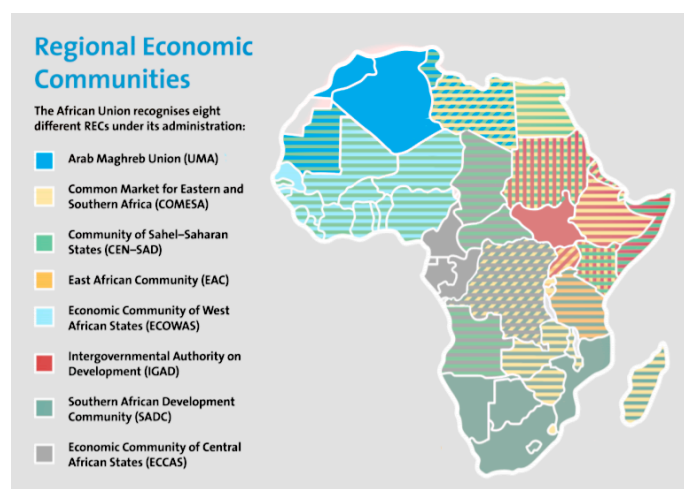 Regional Economic
Communities
The African Union recognises eight
different RECs under its administration:
Arab Maghreb Union (UMA)
Common Market for Eastern and
Southern Africa (COMESA)
Community of Sahel–Saharan
States (CEN–SAD)
East African Community (EAC)
Economic Community of West
African States (ECOWAS)
Intergovernmental Authority on
Development (IGAD)
Southern African Development
Community (SADC)
Economic Community of Central
African States (ECCAS)